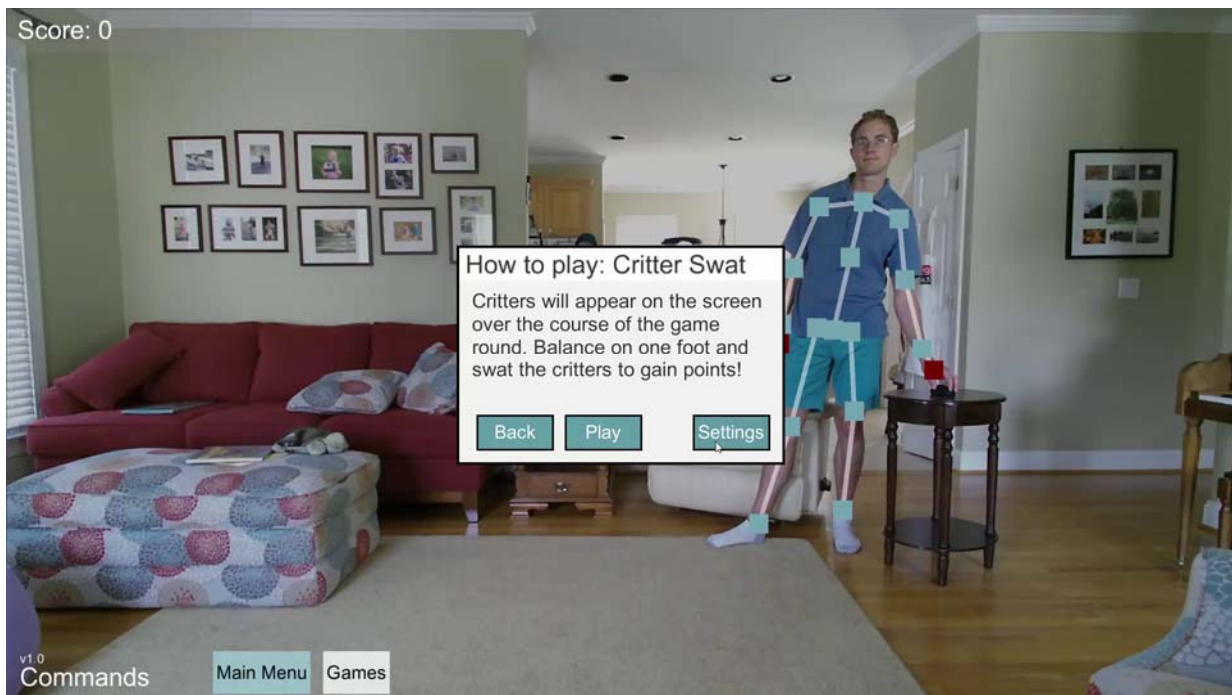 Score: 0
How to play: Critter Swat
Critters will appear on the screen
over the course of the game
round. Balance on one foot and
swat the critters to gain points!
Back Play Settings
v1.0
Commands Main Menu Games